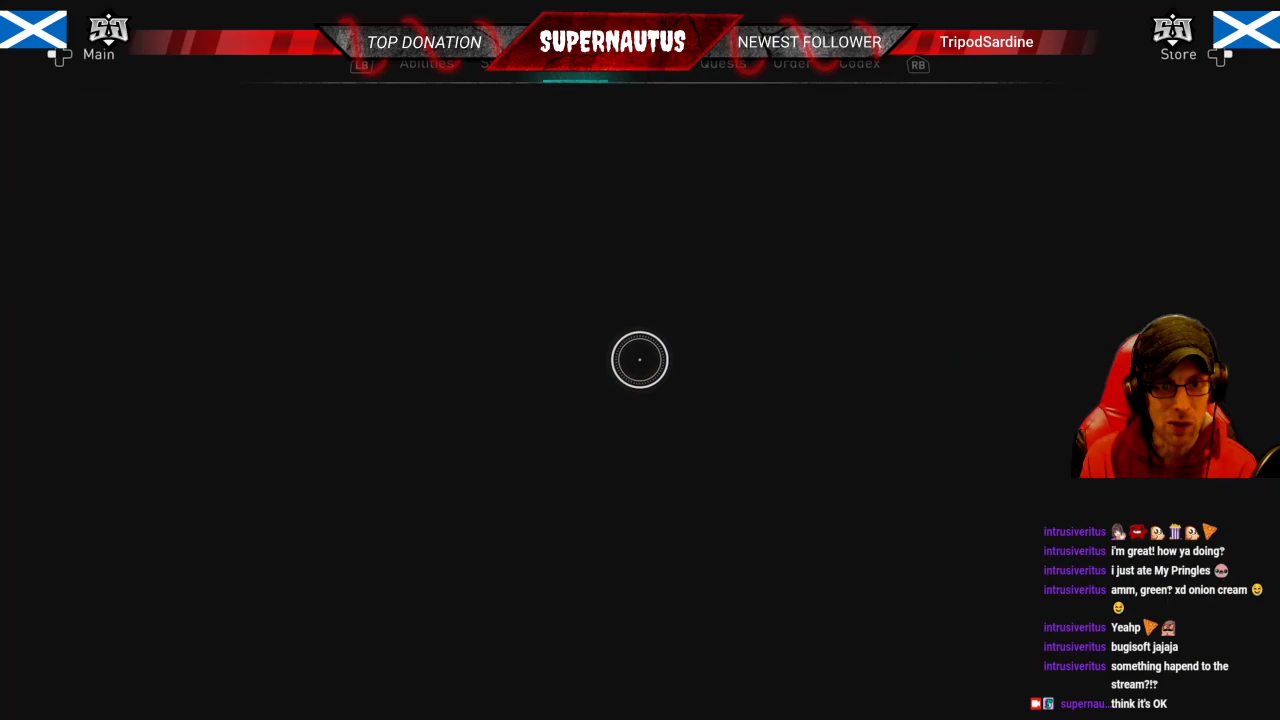 TOP DONATION
SUPERNAUTUS
NEWEST FOLLOWER
TripodSardine
Main
Store
LB
Abilities
Quests
Order
Codex
RB
intrusiveritus
intrusiveritus i'm great! how ya doing?
intrusiveritus i just ate My Pringles
intrusiveritus amm, green? xd onion cream
intrusiveritus Yeahp
intrusiveritus bugisoft jajaja
intrusiveritus something hapend to the
stream?!?
supernau... think it's OK